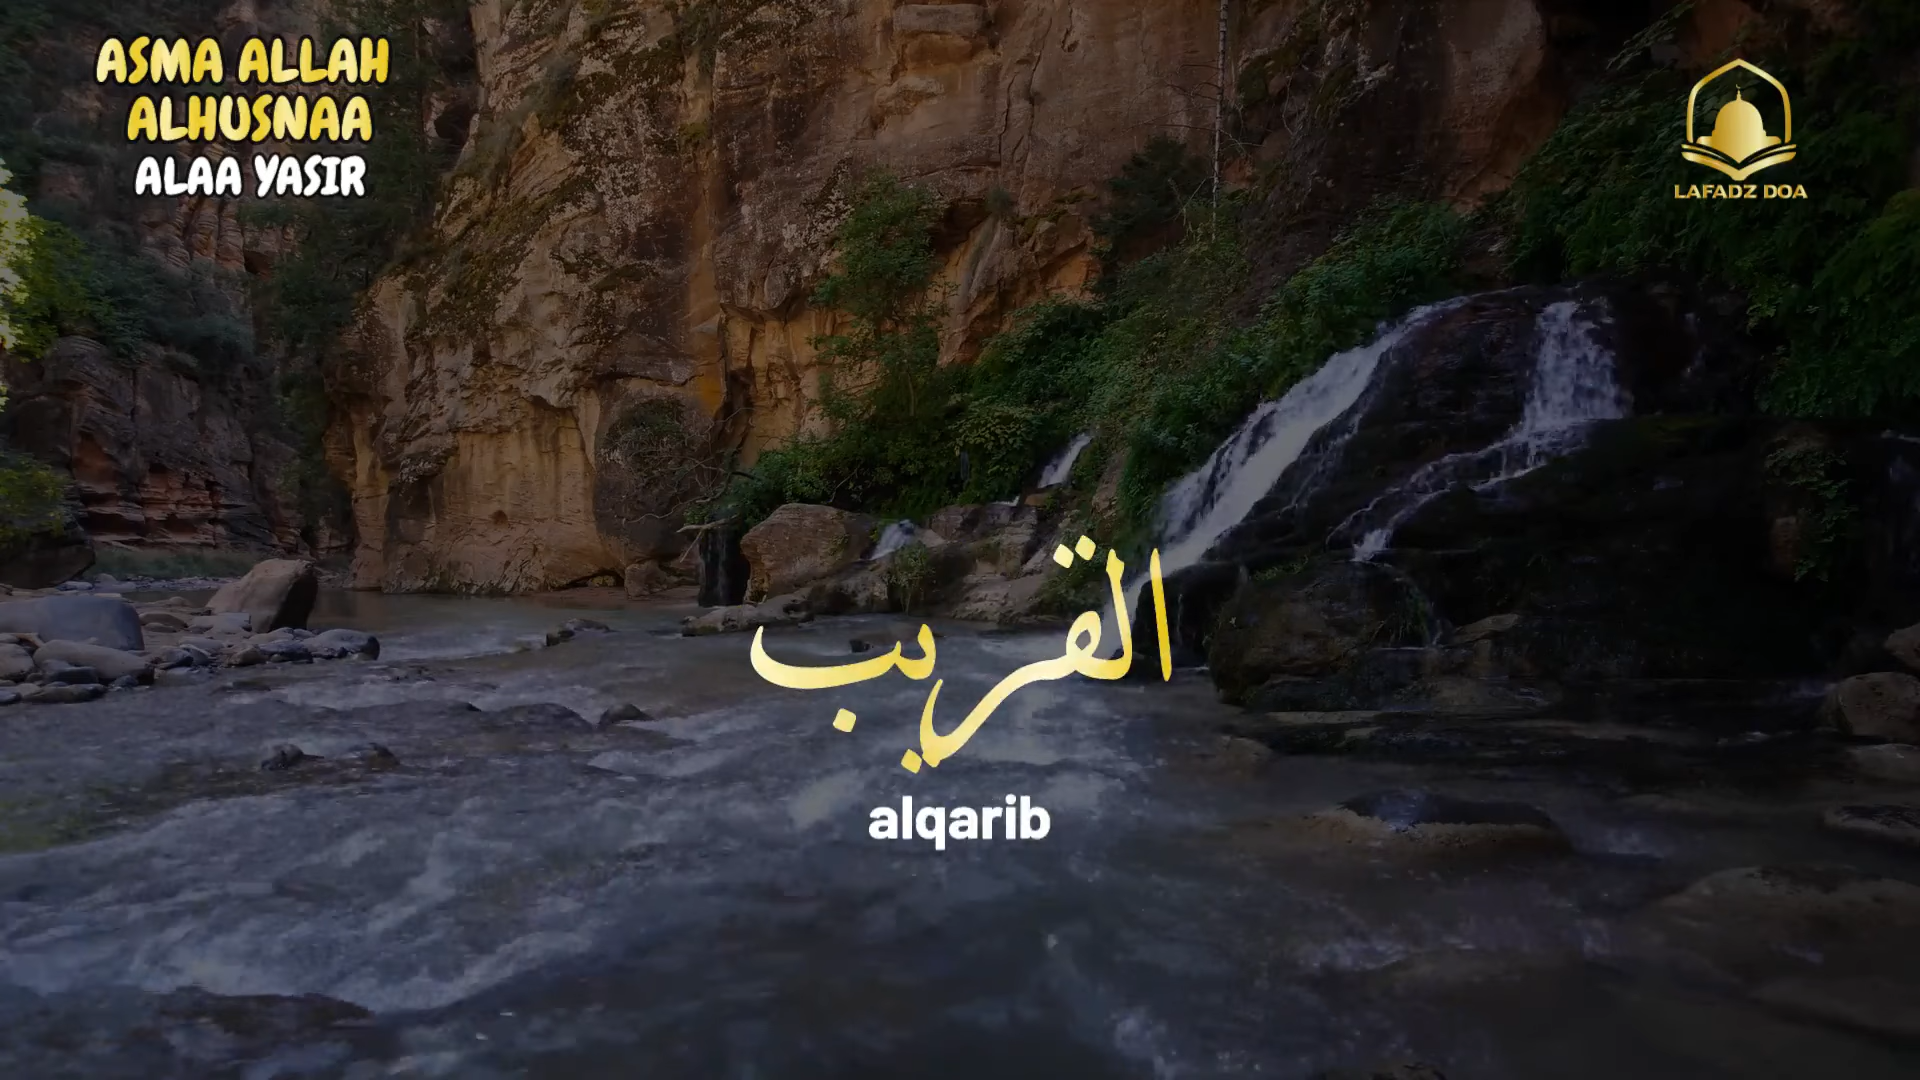 ASMA ALLAH
ALHUSNAA
ALAA YASIR
LAFADZ DOA
القريب
alqarib